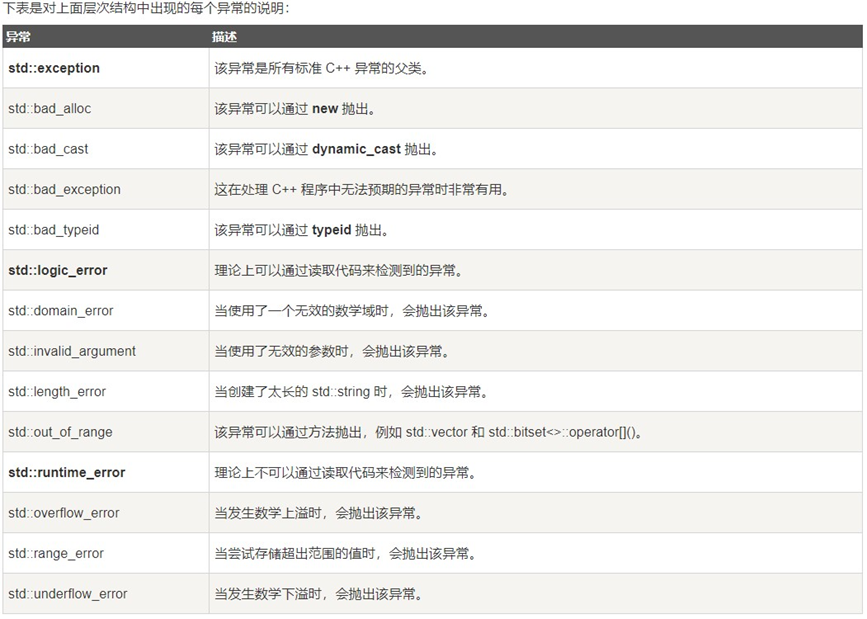 下表是对上面层次结构中出现的每个异常的说明：
异常 描述
std::exception 该异常是所有标准 C++ 异常的父类。
std::bad_alloc 该异常可以通过 new 抛出。
std::bad_cast 该异常可以通过 dynamic_cast 抛出。
std::bad_exception 这在处理 C++ 程序中无法预期的异常时非常有用。
std::bad_typeid 该异常可以通过 typeid 抛出。
std::logic_error 理论上可以通过读取代码来检测到的异常。
std::domain_error 当使用了一个无效的数学域时，会抛出该异常。
std::invalid_argument 当使用了无效的参数时，会抛出该异常。
std::length_error 当创建了太长的 std::string 时，会抛出该异常。
std::out_of_range 该异常可以通过方法抛出，例如 std::vector 和 std::bitset<>::operator[]()。
std::runtime_error 理论上不可以通过读取代码来检测到的异常。
std::overflow_error 当发生数学上溢时，会抛出该异常。
std::range_error 当尝试存储超出范围的值时，会抛出该异常。
std::underflow_error 当发生数学下溢时，会抛出该异常。